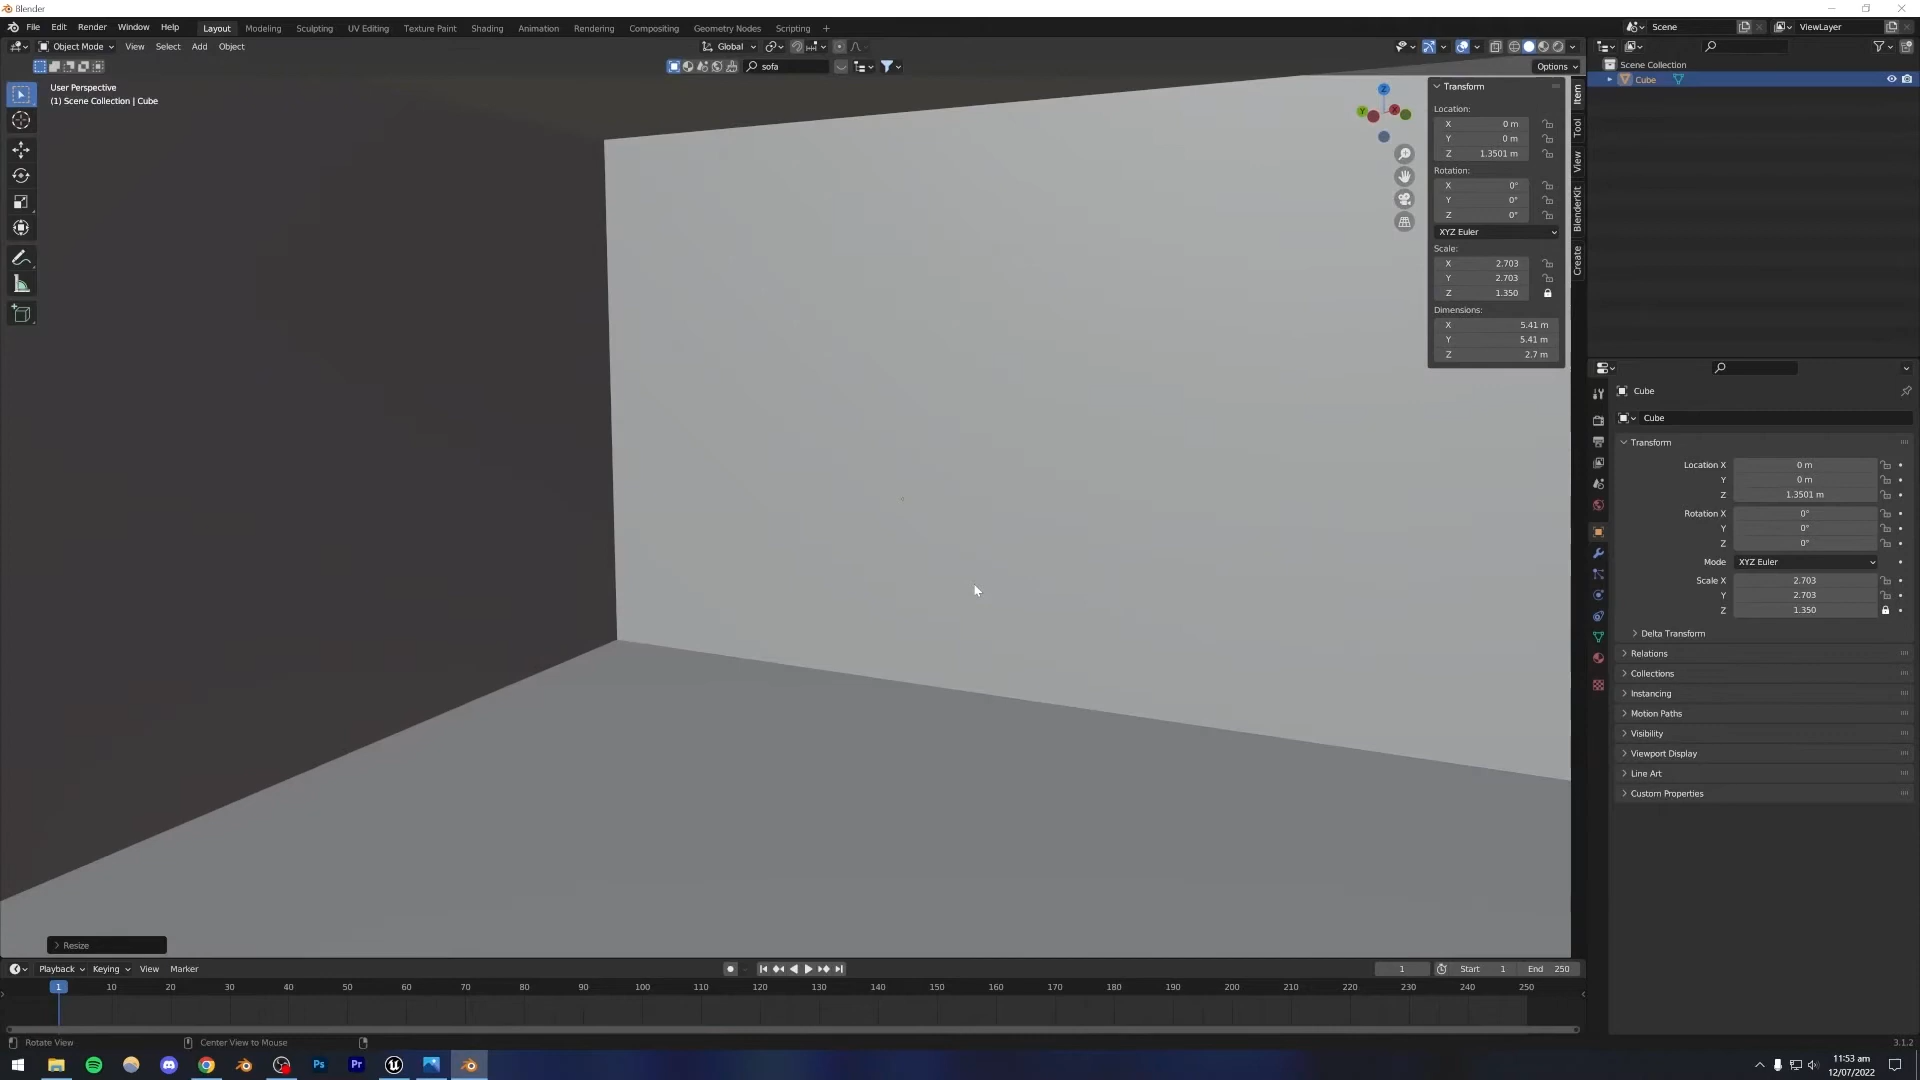 Blender
File Edit Render Window Help Layout Modeling Sculpting UV Editing Texture Paint Shading Animation Rendering Compositing Geometry Nodes Scripting + Scene ViewLayer
Object Mode View Select Add Object Global
sofa Options
User Perspective
(1) Scene Collection | Cube
Z
Y
X
Transform
Location:
X 0 m
Y 0 m
Z 1.3501 m
Rotation:
X 0°
Y 0°
Z 0°
XYZ Euler
Scale:
X 2.703
Y 2.703
Z 1.350
Dimensions:
X 5.41 m
Y 5.41 m
Z 2.7 m
Item
Tool
View
BlenderKit
Create
Scene Collection
Cube
Cube
Cube
Transform
Location X 0 m
Y 0 m
Z 1.3501 m
Rotation X 0°
Y 0°
Z 0°
Mode XYZ Euler
Scale X 2.703
Y 2.703
Z 1.350
Delta Transform
Relations
Collections
Instancing
Motion Paths
Visibility
Viewport Display
Line Art
Custom Properties
Resize
Playback Keying View Marker 1 Start 1 End 250
1 10 20 30 40 50 60 70 80 90 100 110 120 130 140 150 160 170 180 190 200 210 220 230 240 250
Rotate View Center View to Mouse 3.1.2
Ps Pr
11:53 am
12/07/2022